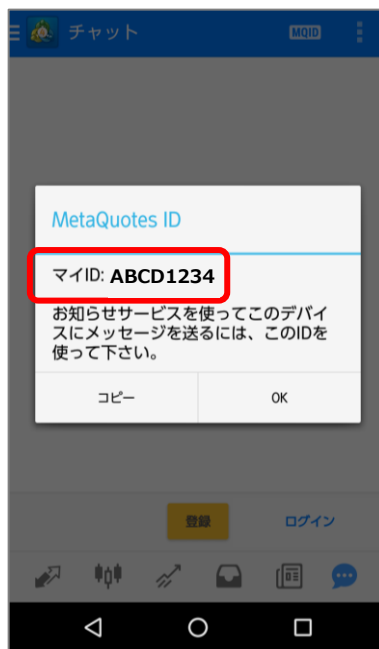 チャット
MQID
MetaQuotes ID
マイID: ABCD1234
お知らせサービスを使ってこのデバイ
スにメッセージを送るには、このIDを
使って下さい。
コピー
OK
登録
ログイン